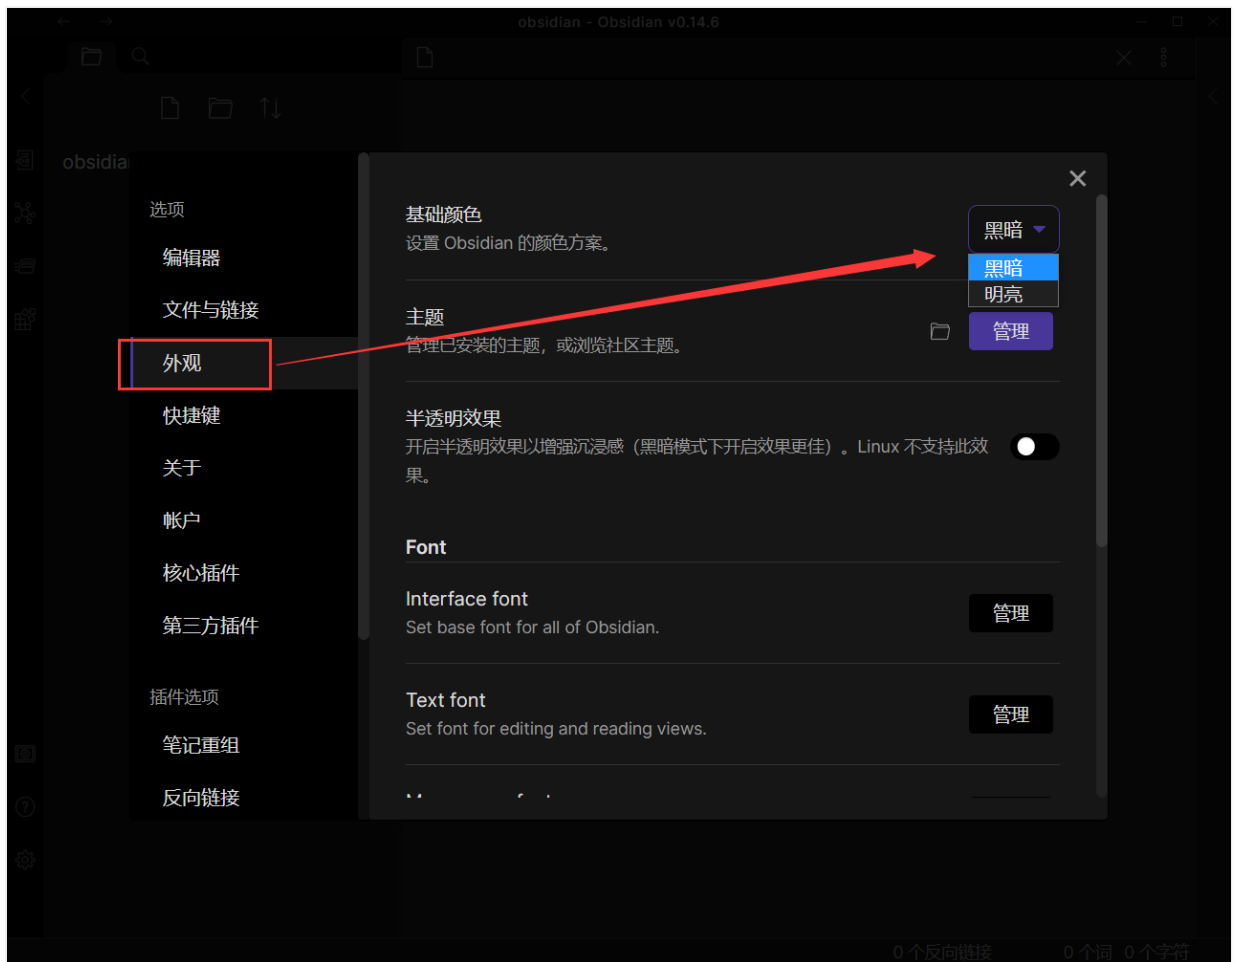 obsidian - Obsidian v0.14.6
obsidia
选项
编辑器
文件与链接
外观
快捷键
关于
帐户
核心插件
第三方插件
插件选项
笔记重组
反向链接
基础颜色
设置 Obsidian 的颜色方案。
黑暗
黑暗
明亮
主题
管理已安装的主题，或浏览社区主题。
管理
半透明效果
开启半透明效果以增强沉浸感（黑暗模式下开启效果更佳）。Linux 不支持此效
果。
Font
Interface font
Set base font for all of Obsidian.
管理
Text font
Set font for editing and reading views.
管理
0 个反向链接
0 个词
0 个字符